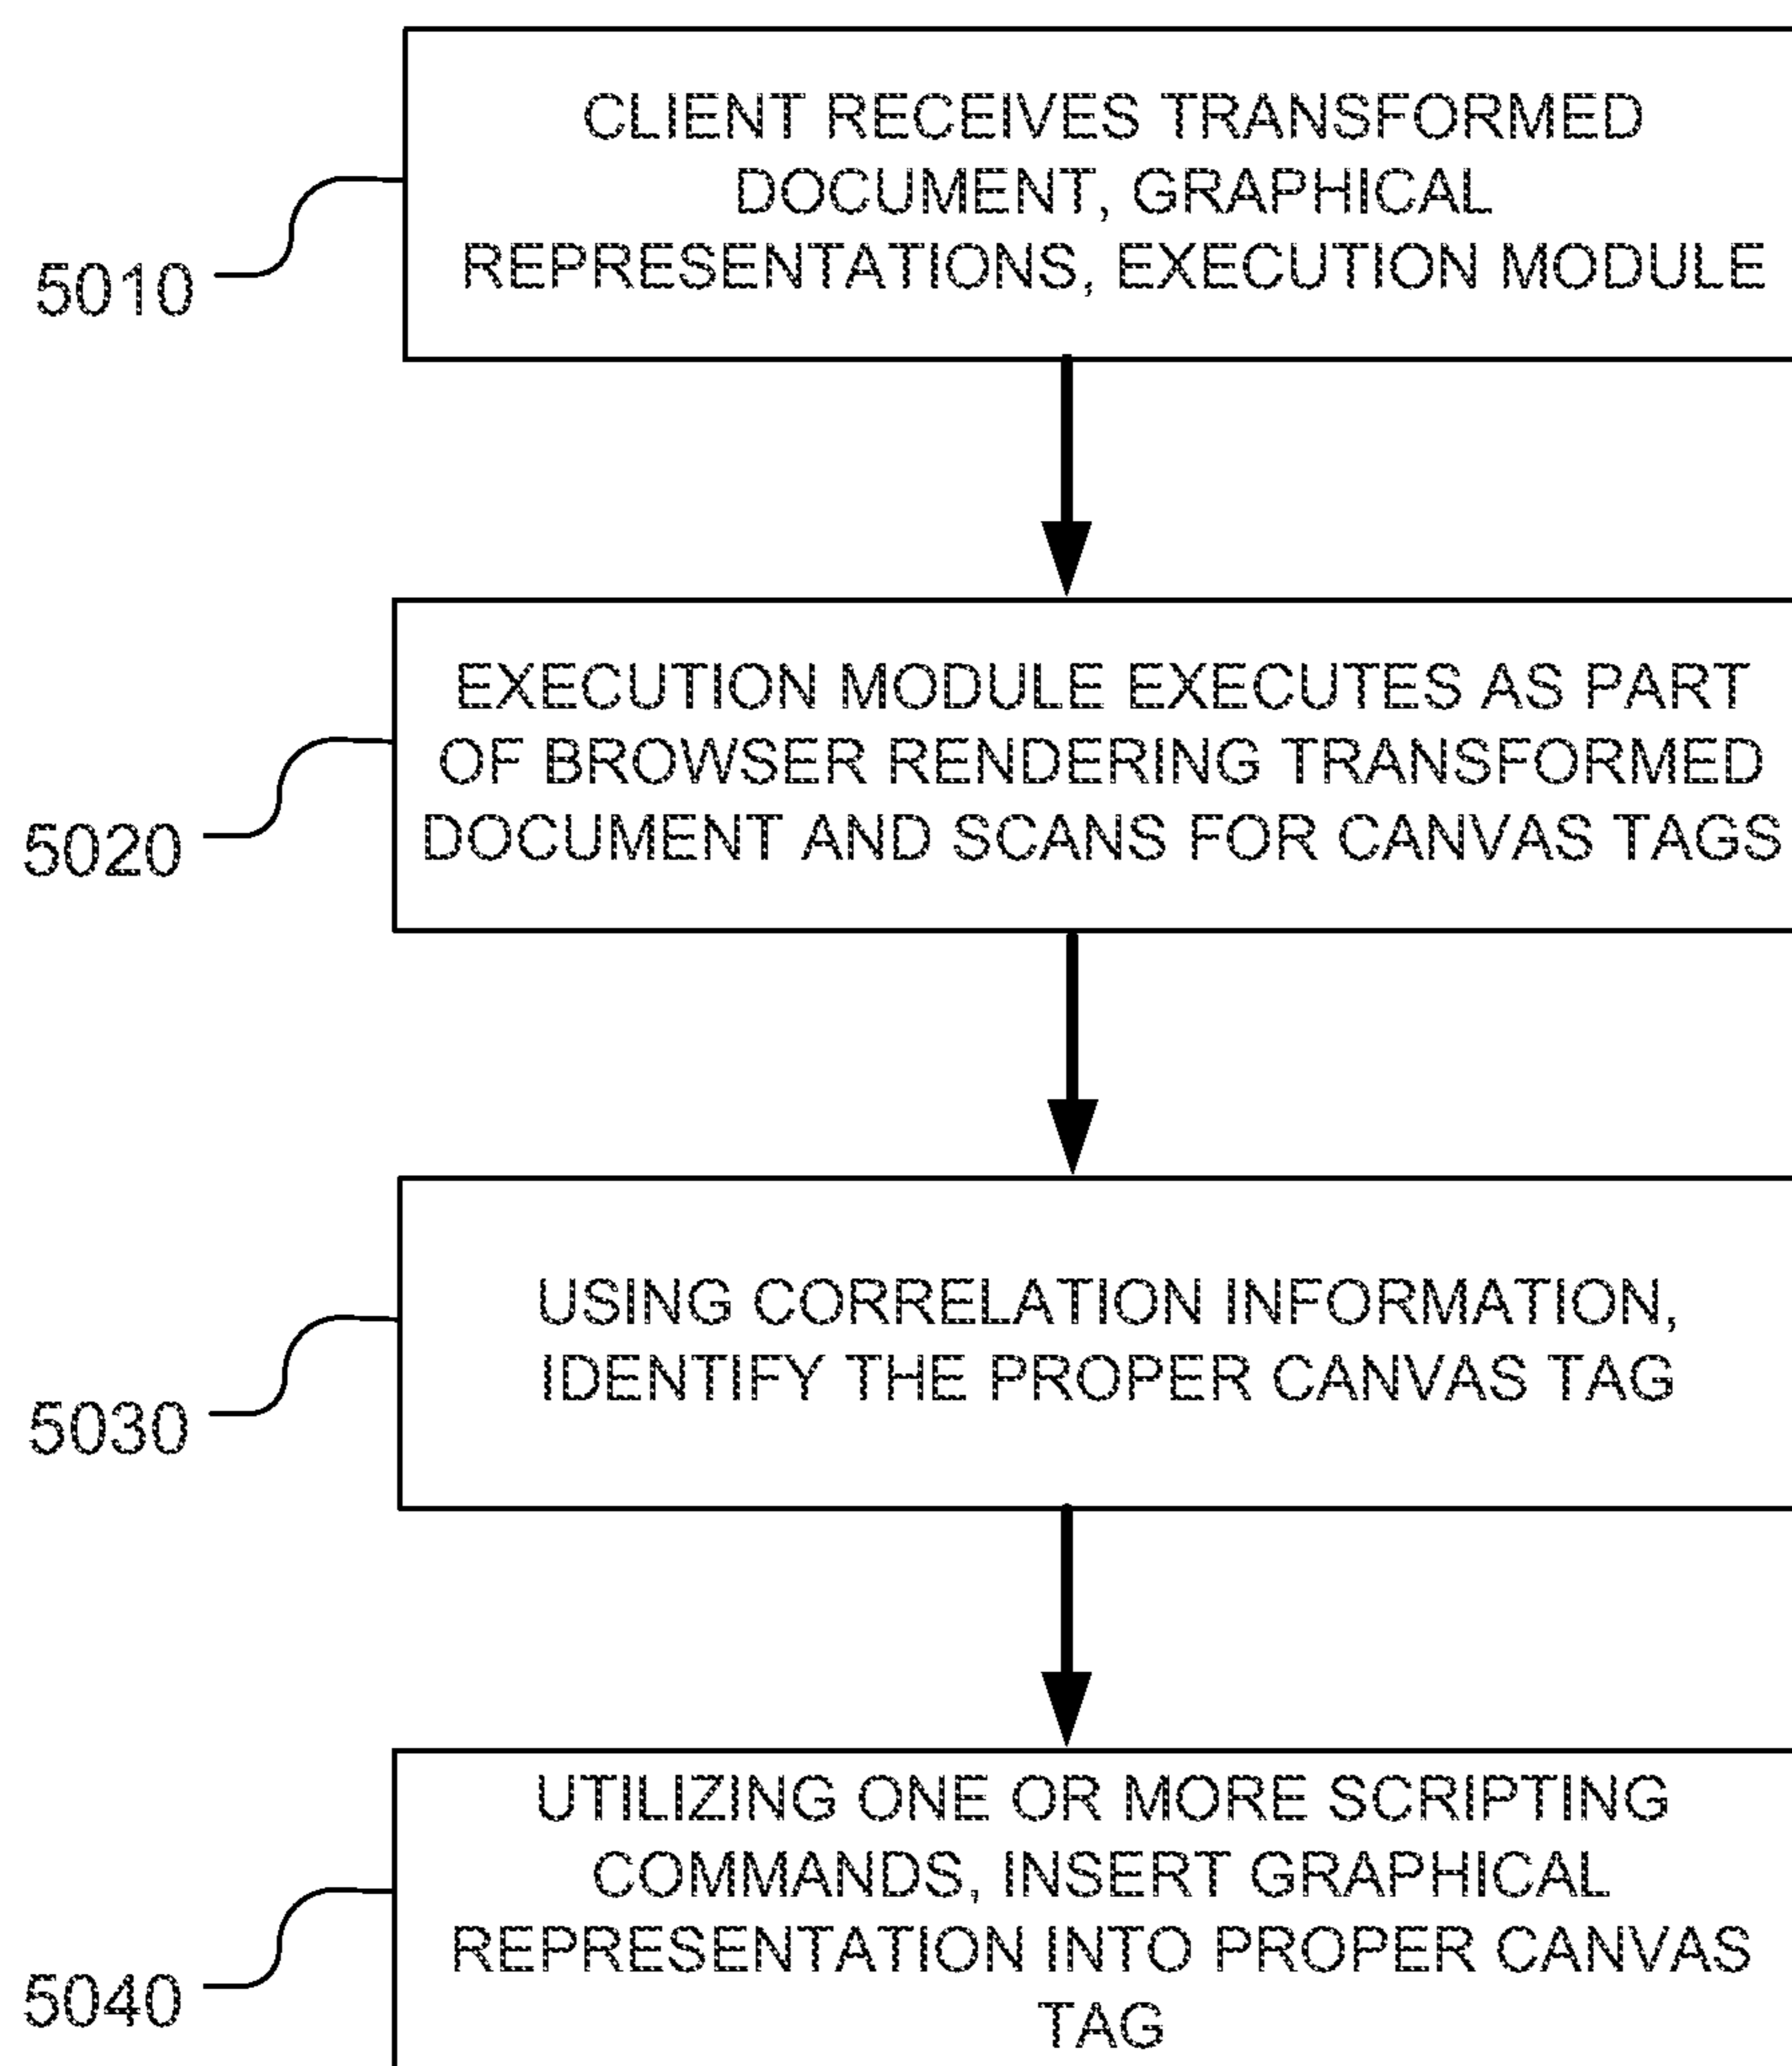 CLIENT RECEIVES TRANSFORMED
DOCUMENT, GRAPHICAL
REPRESENTATIONS, EXECUTION MODULE
5010
EXECUTION MODULE EXECUTES AS PART
OF BROWSER RENDERING TRANSFORMED
DOCUMENT AND SCANS FOR CANVAS TAGS
5020
USING CORRELATION INFORMATION,
IDENTIFY THE PROPER CANVAS TAG
5030
UTILIZING ONE OR MORE SCRIPTING
COMMANDS, INSERT GRAPHICAL
REPRESENTATION INTO PROPER CANVAS
TAG
5040